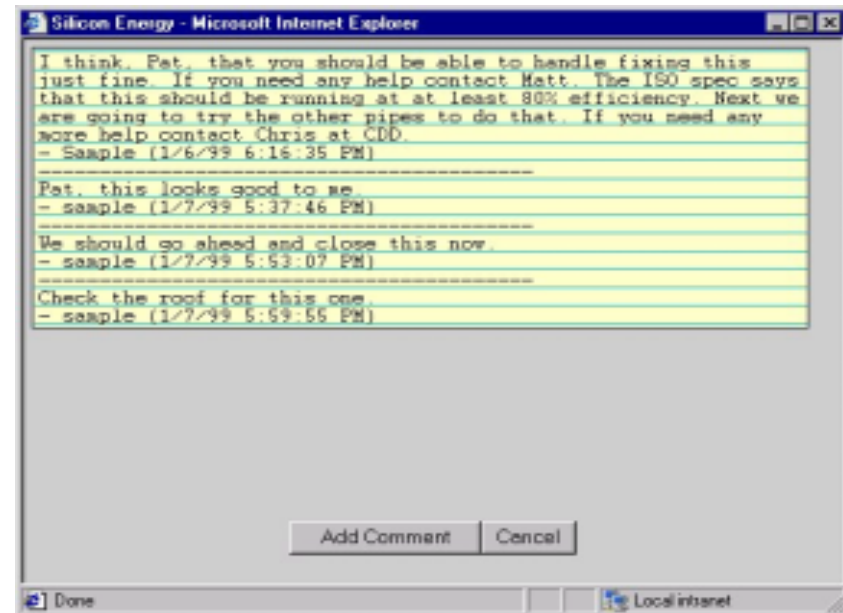 Silicon Energy - Microsoft Internet Explorer
I think, Pat, that you should be able to handle fixing this
just fine. If you need any help contact Matt. The ISO spec says
that this should be running at at least 80% efficiency. Next we
are going to try the other pipes to do that. If you need any
more help contact Chris at CDD.
- Sample (1/6/99 6:16:35 PM)
----------------------------------------
Pat, this looks good to me.
- sample (1/7/99 5:37:46 PM)
----------------------------------------
We should go ahead and close this now.
- sample (1/7/99 5:53:07 PM)
----------------------------------------
Check the roof for this one.
- sample (1/7/99 5:59:55 PM)
Add Comment Cancel
Done Local intranet